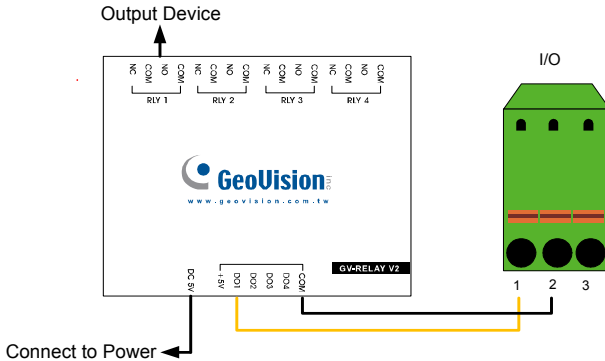 Output Device
I/O
NC COM NO COM NC COM NO COM NC COM NO COM NC COM NO COM
RLY 1 RLY 2 RLY 3 RLY 4
GeoVision Inc
www.geovision.com.tw
GV-RELAY V2
DC 5V +5V DO1 DO2 DO3 DO4 COM
1 2 3
Connect to Power